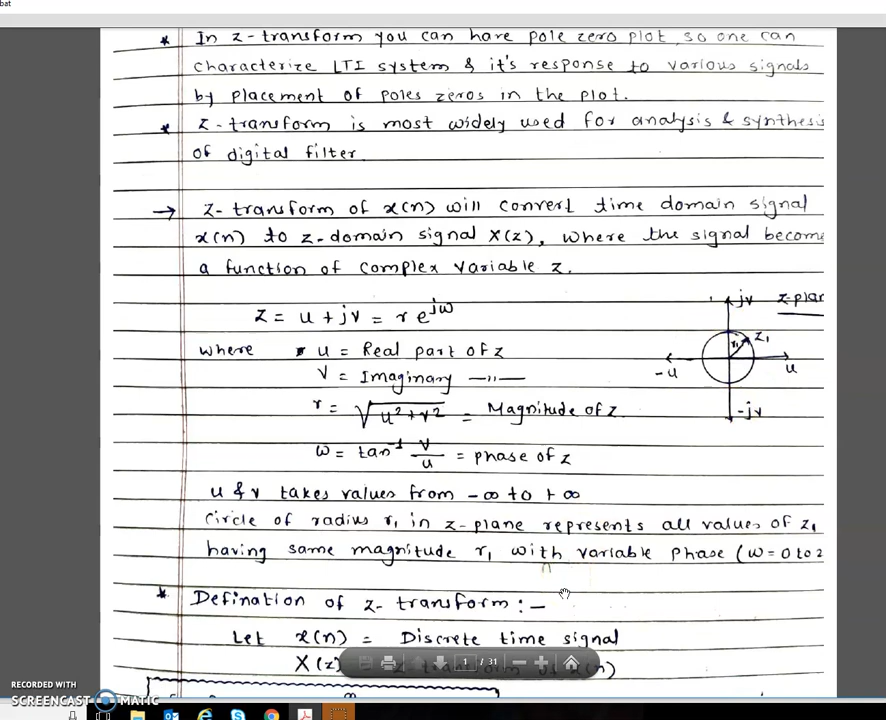 bat
* In z-transform you can have pole zero plot, so one can
characterize LTI system & it's response to various signals
by placement of poles zeros in the plot.
* z-transform is most widely used for analysis & synthesis
of digital filter
→ z-transform of x(n) will convert time domain signal
x(n) to z-domain signal X(z), where the signal becom
a function of complex variable z.
z = u + jv = r e^jω
jv z-plan
where u = Real part of z
z₁
r₁
-u u
v = Imaginary —〃—
r = √u²+v² = Magnitude of z
-jv
ω = tan⁻¹ v/u = phase of z
u & v takes values from -∞ to +∞
circle of radius r₁ in z-plane represents all values of z₁
having same magnitude r₁ with variable phase (ω = 0 to 2
* Defination of z-transform :-
Let x(n) = Discrete time signal
X(z) (n)
1 / 31
RECORDED WITH
SCREENCAST MATIC